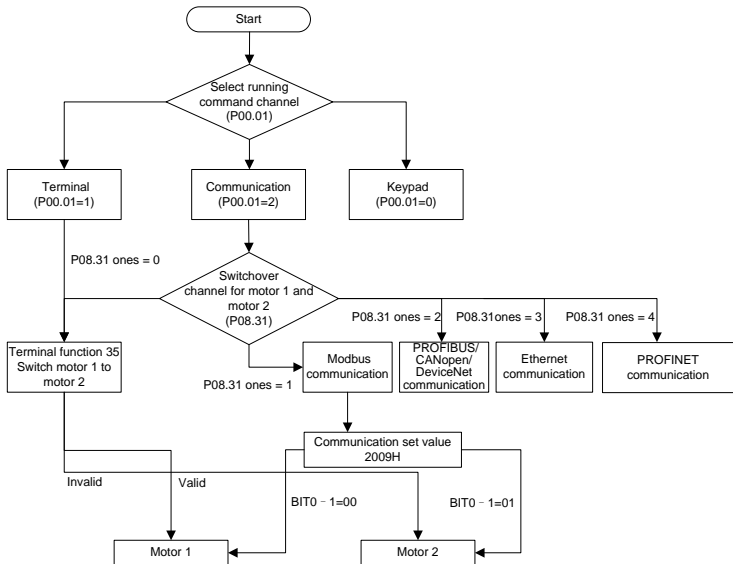 Start
Select running
command channel
(P00.01)
Terminal
(P00.01=1)
Communication
(P00.01=2)
Keypad
(P00.01=0)
P08.31 ones = 0
Switchover
channel for motor 1 and
motor 2
(P08.31)
P08.31 ones = 2
P08.31ones = 3
P08.31 ones = 4
Terminal function 35
Switch motor 1 to
motor 2
P08.31 ones = 1
Modbus
communication
PROFIBUS/
CANopen/
DeviceNet
communication
Ethernet
communication
PROFINET
communication
Communication set value
2009H
Invalid
Valid
BIT0–1=00
BIT0–1=01
Motor 1
Motor 2